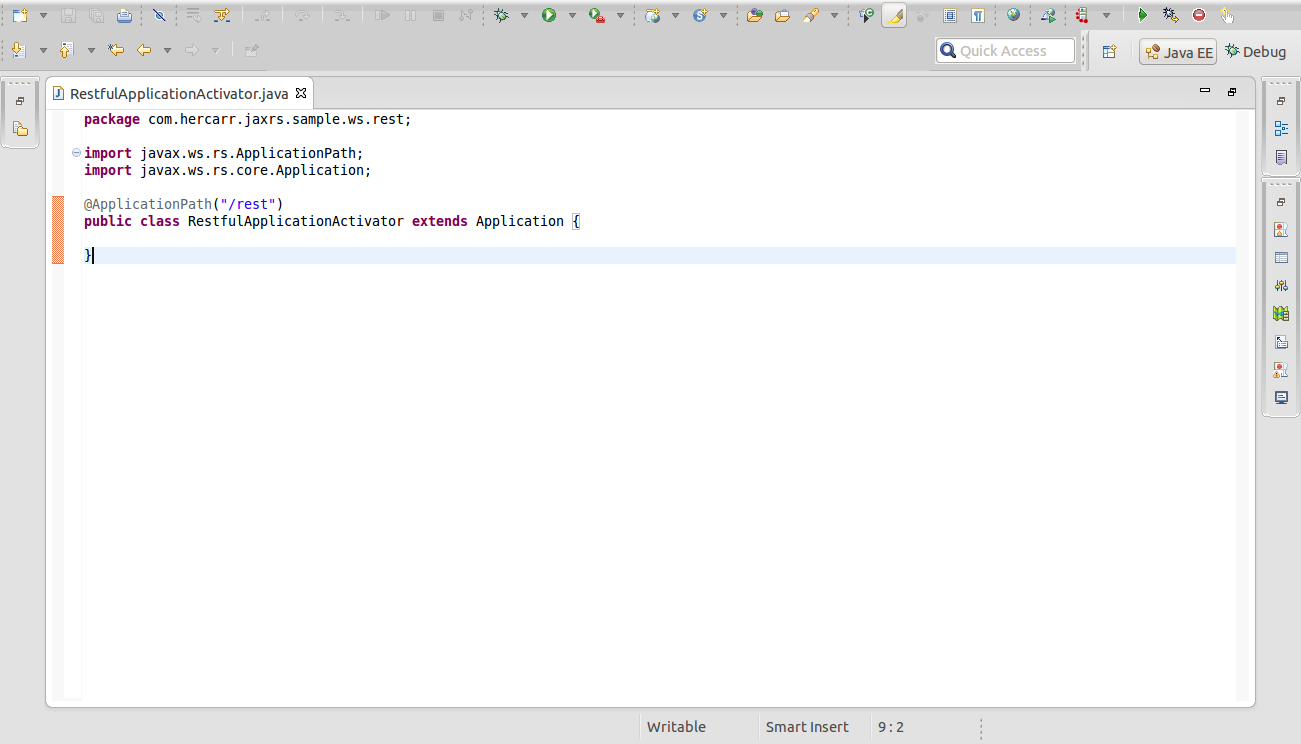 Quick Access
Java EE
Debug
RestfulApplicationActivator.java
package com.hercarr.jaxrs.sample.ws.rest;
import javax.ws.rs.ApplicationPath;
import javax.ws.rs.core.Application;
@ApplicationPath("/rest")
public class RestfulApplicationActivator extends Application {
}
Writable
Smart Insert
9 : 2